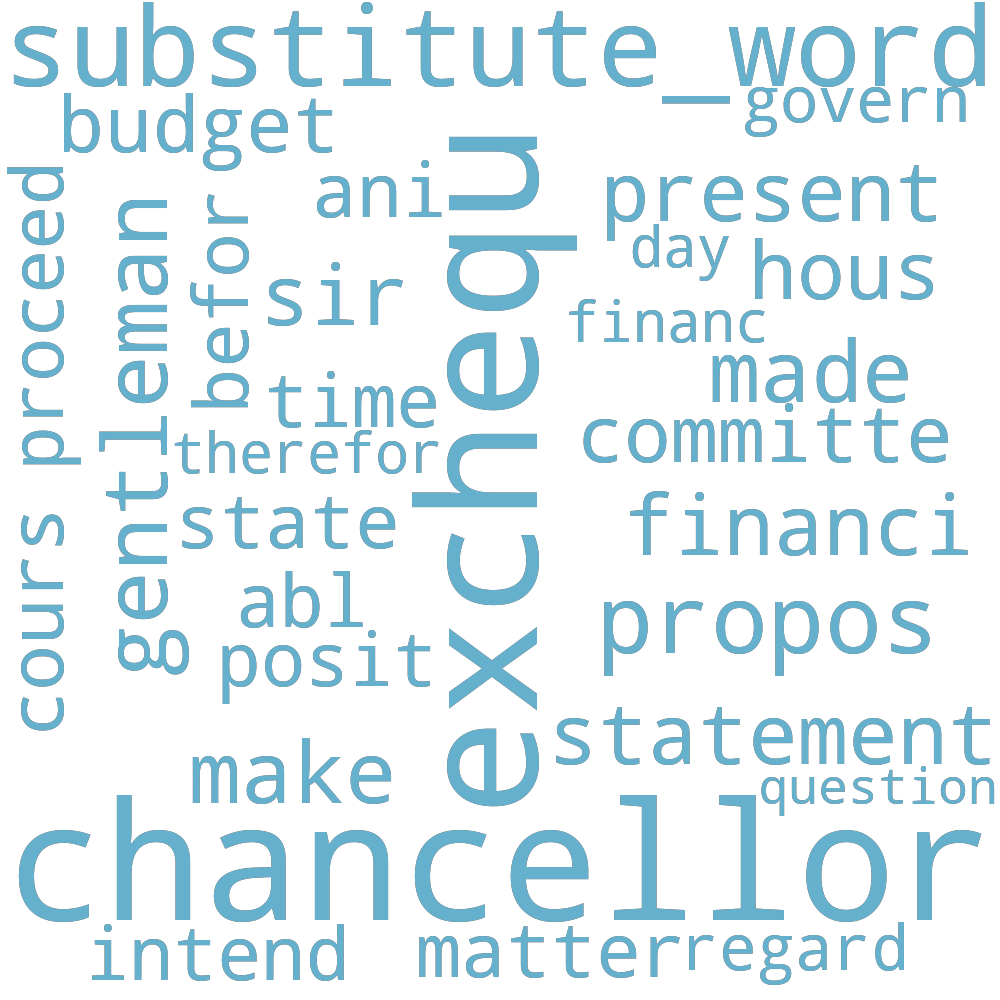 substitute_word
govern
budget
ani
present
day
hous
cours proceed
gentleman
befor
sir
financ
made
time
committe
therefor
exchequ
state
financi
abl
propos
posit
statement
make
question
chancellor
intend
matter
regard